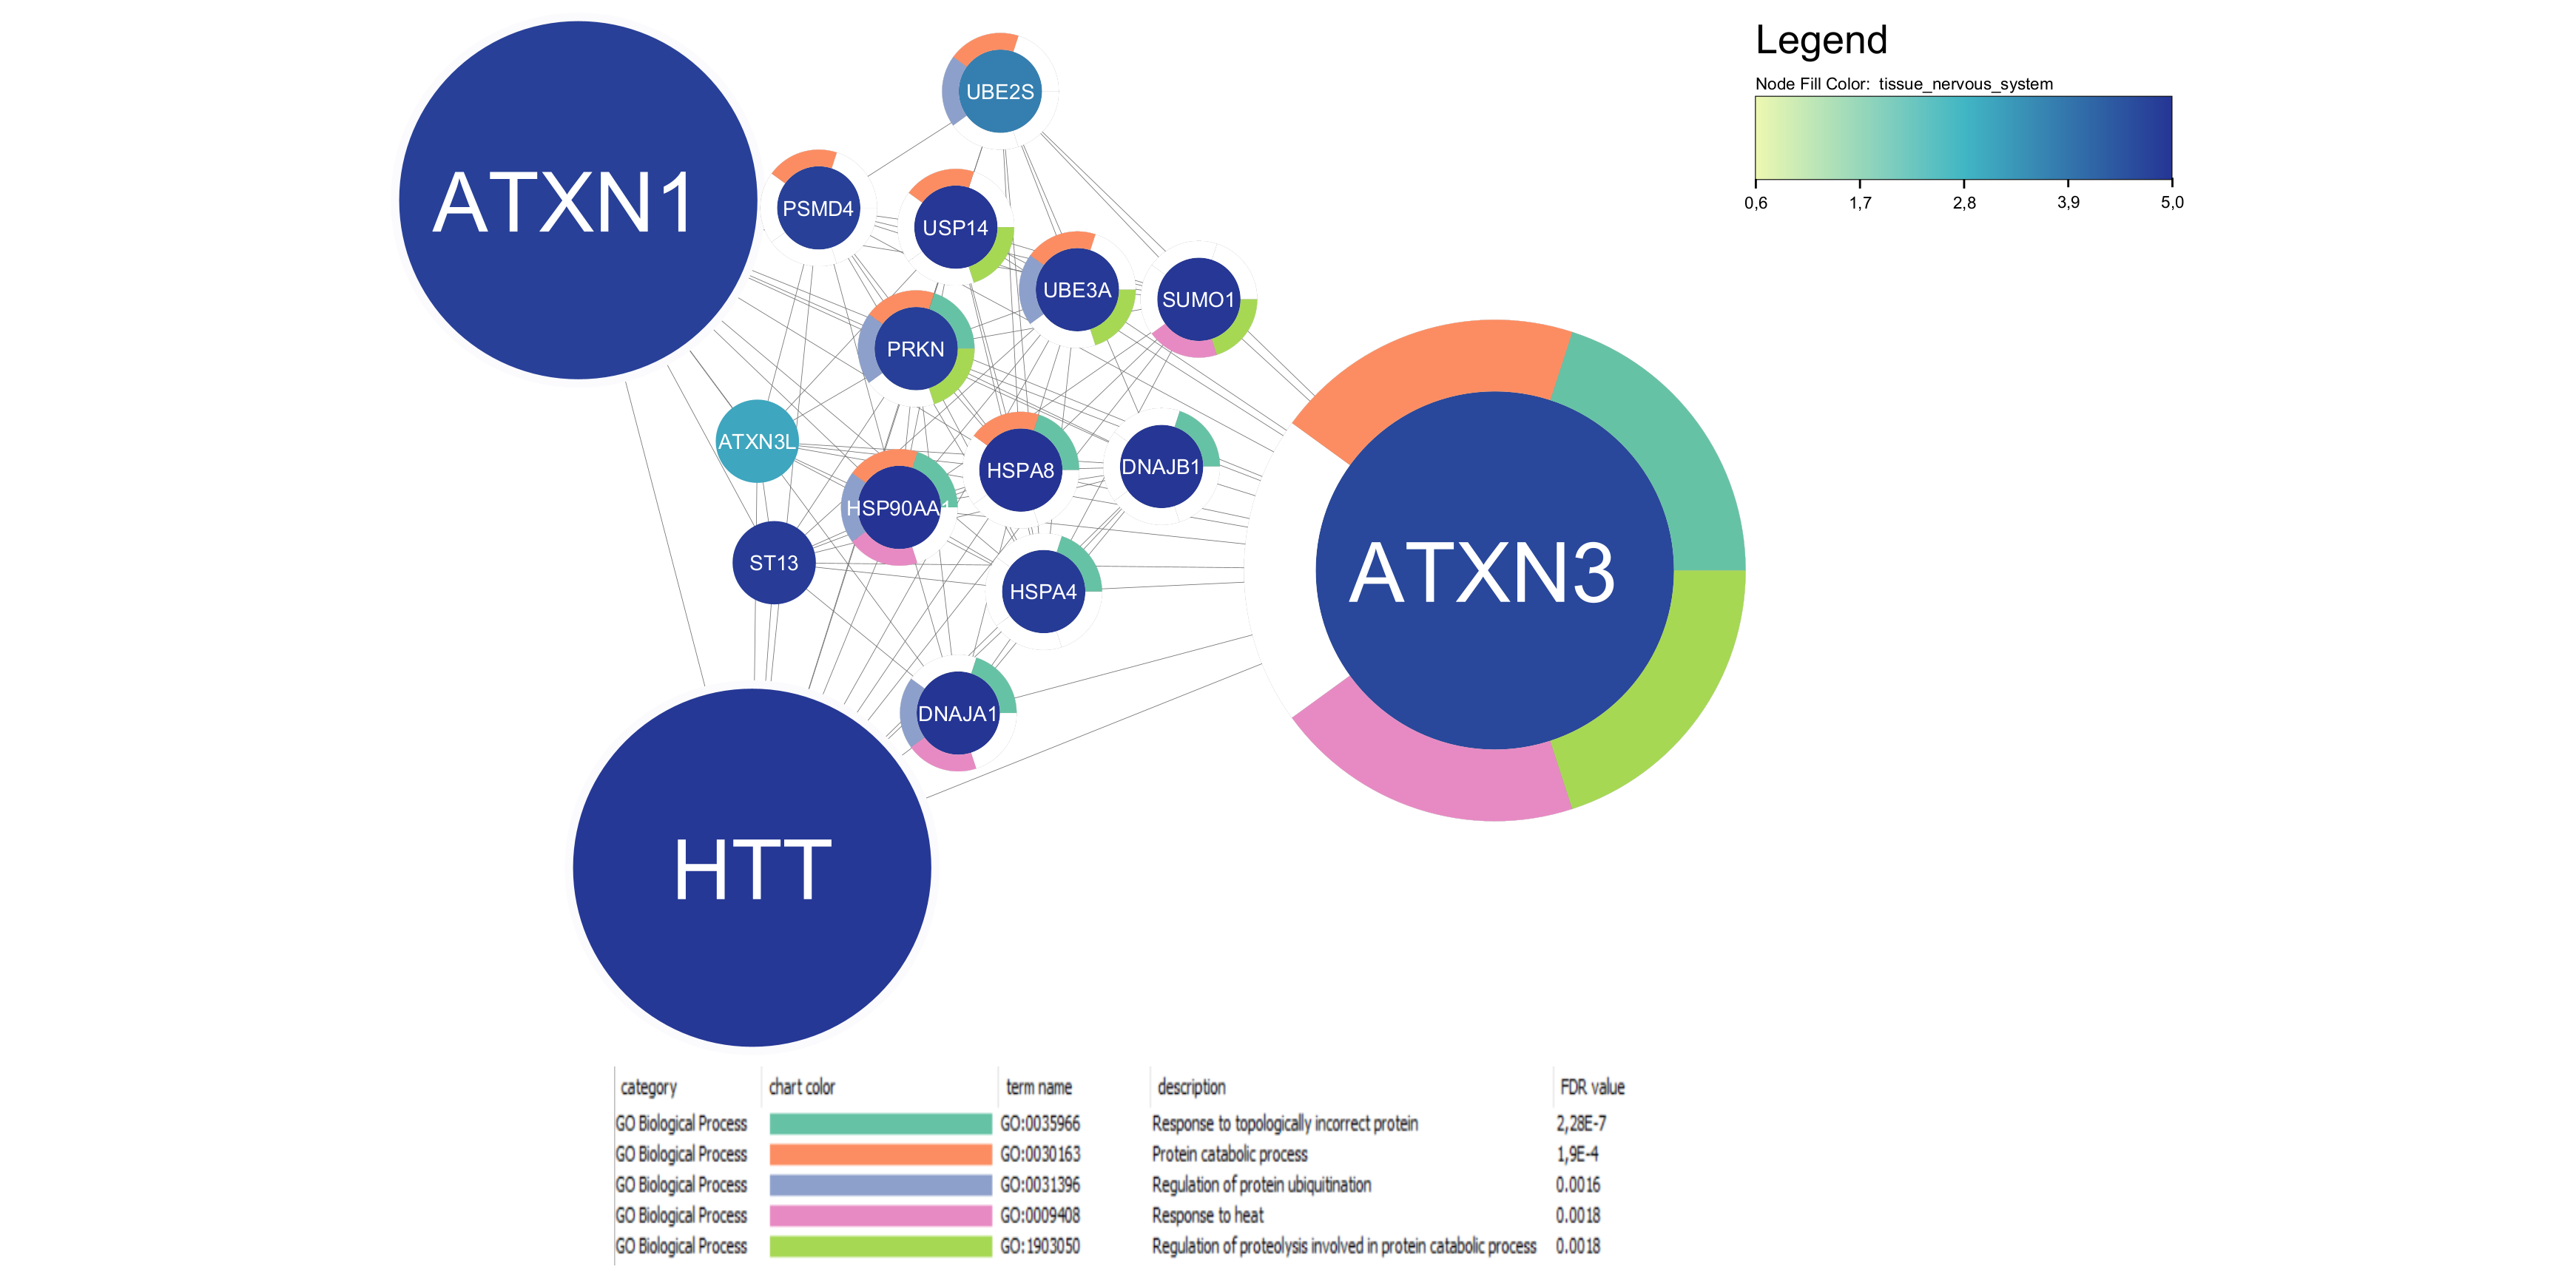 Legend
Node Fill Color: tissue_nervous_system
0,6 1,7 2,8 3,9 5,0
ATXN1
UBE2S
PSMD4
USP14
UBE3A
SUMO1
PRKN
ATXN3L
HSPA8
DNAJB1
HSP90AA1
ST13
HSPA4
ATXN3
DNAJA1
HTT
category chart color term name description FDR value
GO Biological Process GO:0035966 Response to topologically incorrect protein 2,28E-7
GO Biological Process GO:0030163 Protein catabolic process 1,9E-4
GO Biological Process GO:0031396 Regulation of protein ubiquitination 0.0016
GO Biological Process GO:0009408 Response to heat 0.0018
GO Biological Process GO:1903050 Regulation of proteolysis involved in protein catabolic process 0.0018